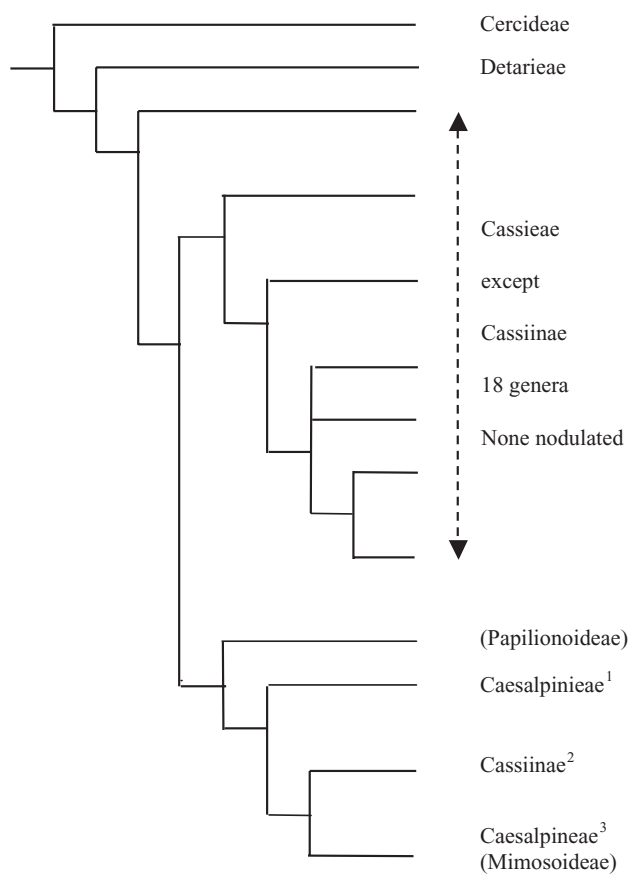 Cercideae
Detarieae
Cassieae
except
Cassiinae
18 genera
None nodulated
(Papilionoideae)
Caesalpinieae¹
Cassiinae²
Caesalpineae³
(Mimosoideae)